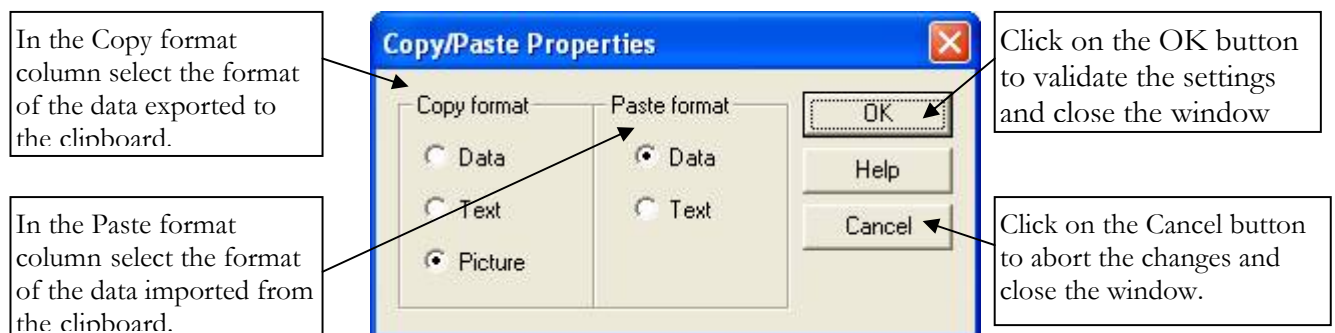 In the Copy format
column select the format
of the data exported to
the clipboard.
In the Paste format
column select the format
of the data imported from
the clipboard.
Copy/Paste Properties
Copy format
Data
Text
Picture
Paste format
Data
Text
OK
Help
Cancel
Click on the OK button
to validate the settings
and close the window
Click on the Cancel button
to abort the changes and
close the window.